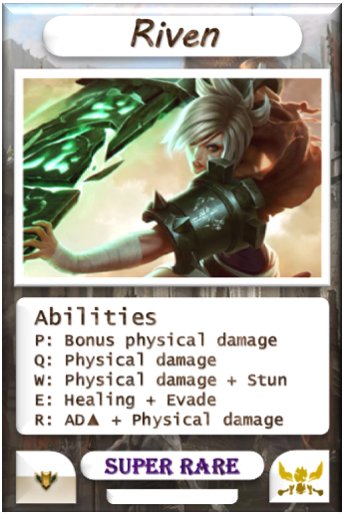 Riven
Abilities
P: Bonus physical damage
Q: Physical damage
W: Physical damage + Stun
E: Healing + Evade
R: AD▲ + Physical damage
SUPER RARE